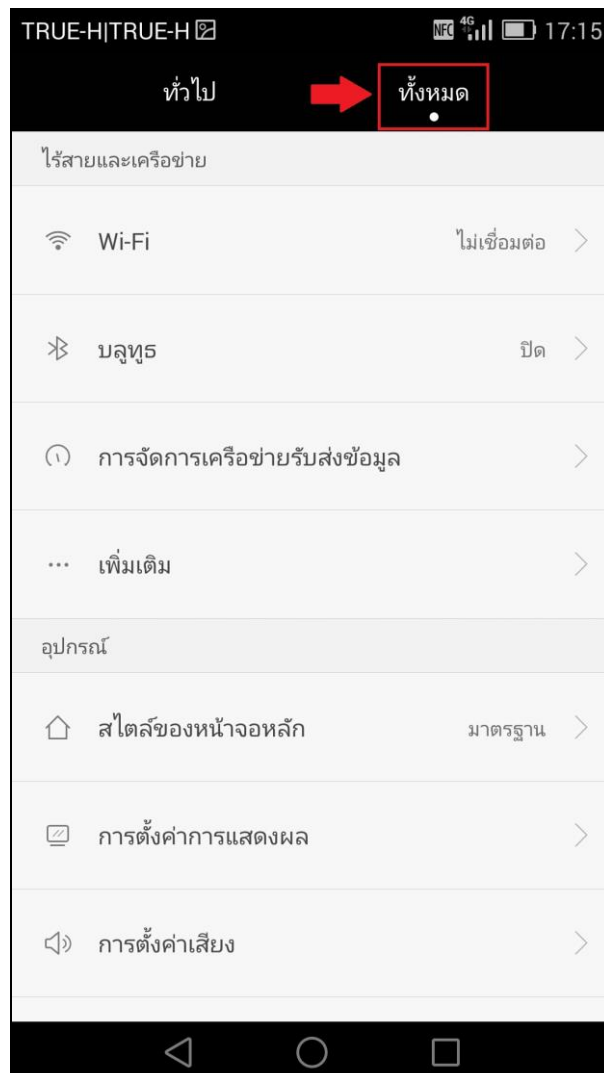 TRUE-H|TRUE-H NFC 4G 17:15
ทั่วไป ทั้งหมด
ไร้สายและเครือข่าย
Wi-Fi ไม่เชื่อมต่อ
บลูทูธ ปิด
การจัดการเครือข่ายรับส่งข้อมูล
เพิ่มเติม
อุปกรณ์
สไตล์ของหน้าจอหลัก มาตรฐาน
การตั้งค่าการแสดงผล
การตั้งค่าเสียง